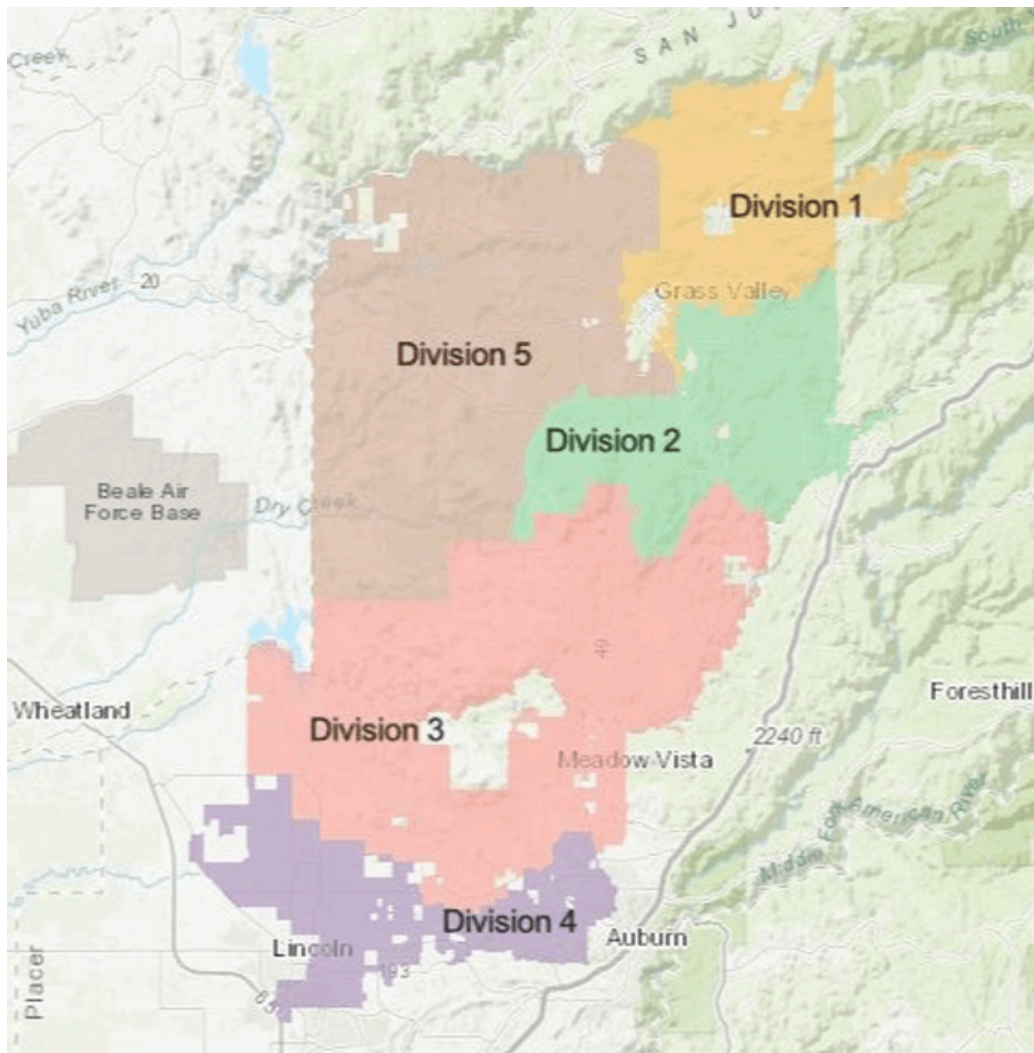 SAN JU
South
Creek
Division 1
Yuba River
20
Grass Valley
Division 5
Division 2
Beale Air
Force Base
Dry Creek
49
Foresthill
Wheatland
Division 3
2240 ft
Meadow Vista
Middle Fork American River
Division 4
Auburn
Lincoln
193
65
Placer